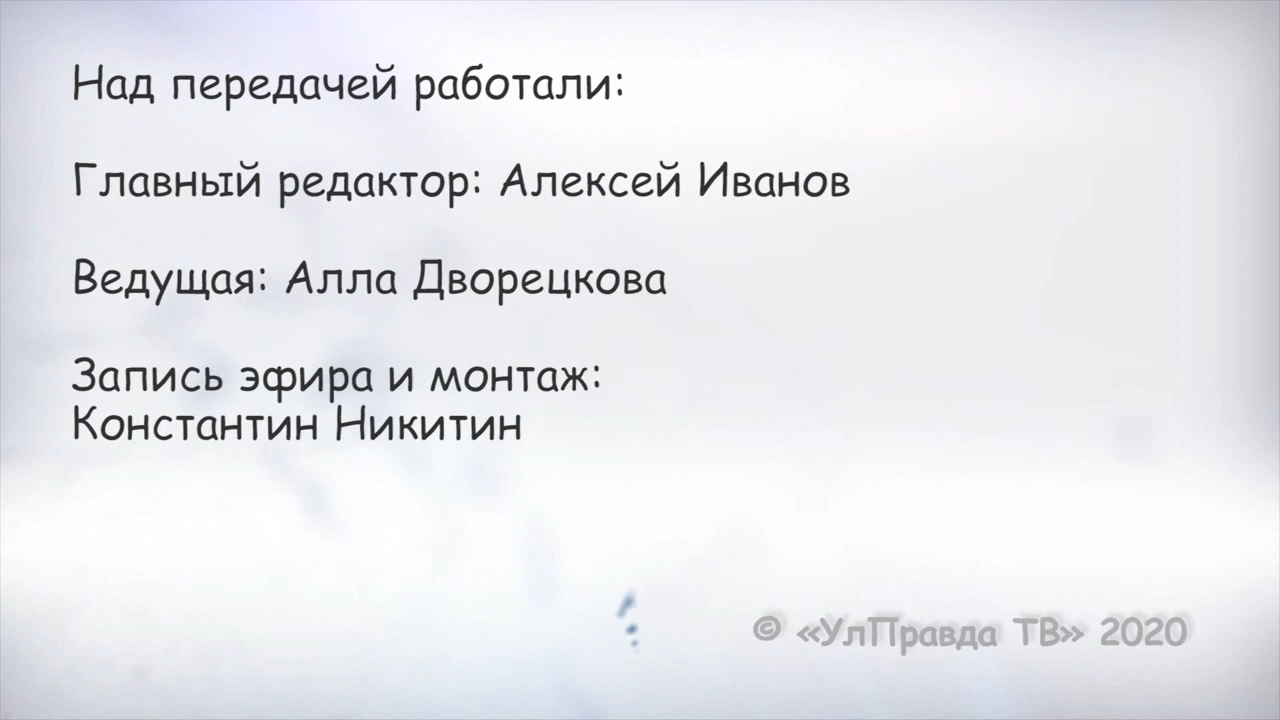 Над передачей работали:
Главный редактор: Алексей Иванов
Ведущая: Алла Дворецкова
Запись эфира и монтаж:
Константин Никитин
© «УлПравда ТВ» 2020